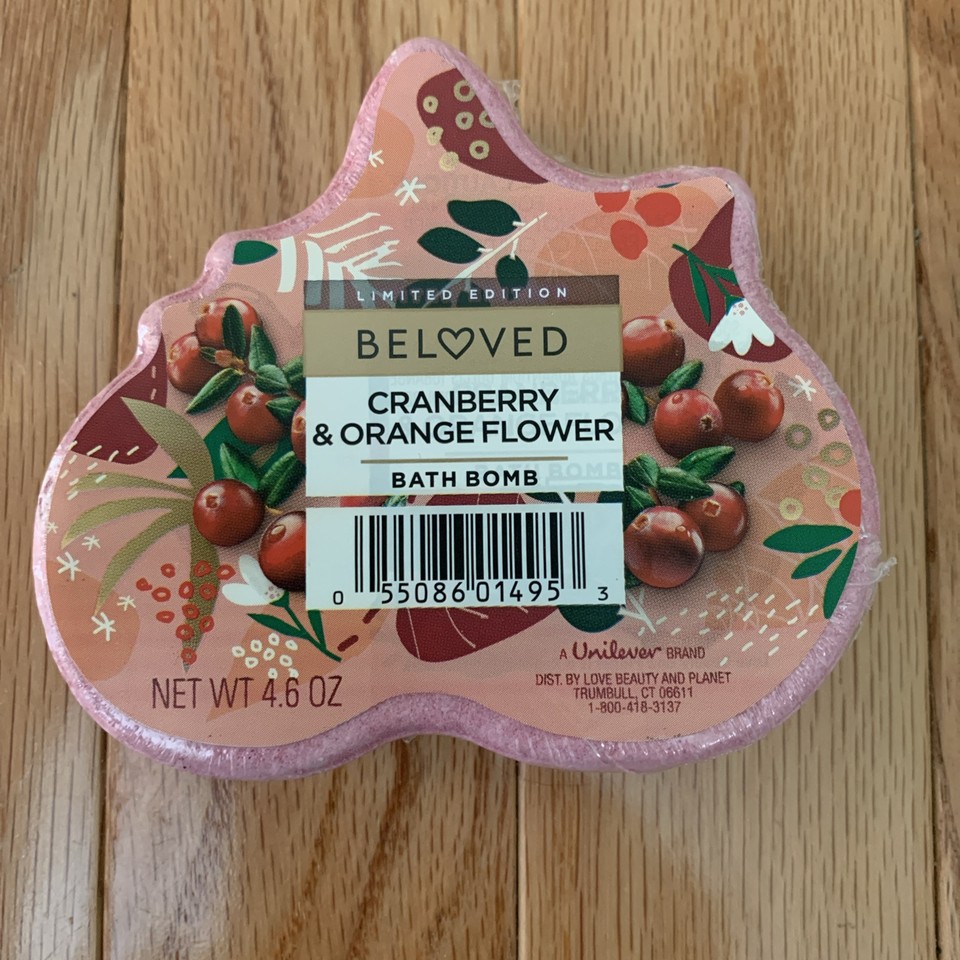 LIMITED EDITION
BELOVED
CRANBERRY
& ORANGE FLOWER
BATH BOMB
0 55086 01495 3
A Unilever BRAND
NET WT 4.6 OZ
DIST. BY LOVE BEAUTY AND PLANET
TRUMBULL, CT 06611
1-800-418-3137